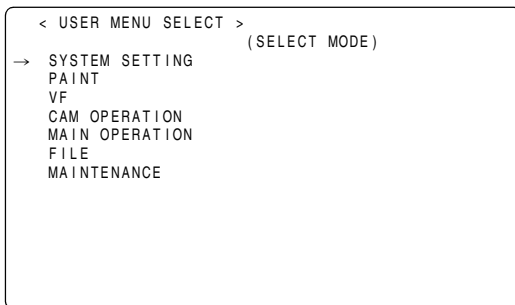 < USER MENU SELECT >
(SELECT MODE)
→ SYSTEM SETTING
PAINT
VF
CAM OPERATION
MAIN OPERATION
FILE
MAINTENANCE